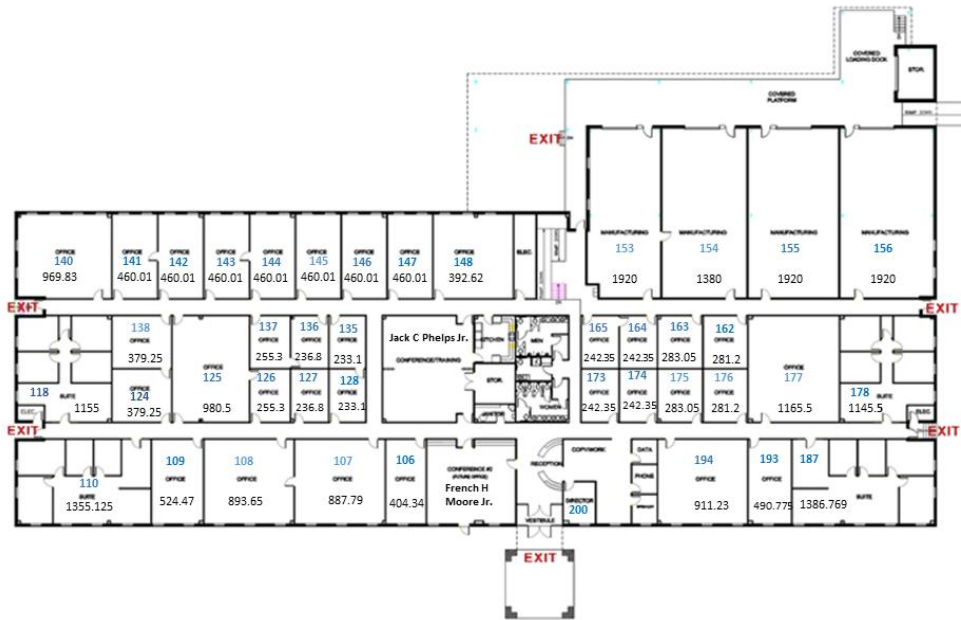 COVERED
LOADING DOCK
STOR.
COVERED
PLATFORM
EXIT
MANUFACTURING
153
1920
MANUFACTURING
154
1380
MANUFACTURING
155
1920
MANUFACTURING
156
1920
OFFICE
140
969.83
OFFICE
141
460.01
OFFICE
142
460.01
OFFICE
143
460.01
OFFICE
144
460.01
OFFICE
145
460.01
OFFICE
146
460.01
OFFICE
147
460.01
OFFICE
148
392.62
ELEC.
EXIT
EXIT
138
OFFICE
379.25
OFFICE
124
379.25
118
SUITE
1155
ELEC.
OFFICE
125
980.5
137
OFFICE
255.3
136
OFFICE
236.8
135
OFFICE
233.1
126
OFFICE
255.3
127
OFFICE
236.8
128
OFFICE
233.1
Jack C Phelps Jr.
CONFERENCE/TRAINING
KITCHEN
STOR.
JANITOR
MEN
WOMEN
165
OFFICE
242.35
164
OFFICE
242.35
163
OFFICE
283.05
162
OFFICE
281.2
173
OFFICE
242.35
174
OFFICE
242.35
175
OFFICE
283.05
176
OFFICE
281.2
OFFICE
177
1165.5
178
SUITE
1145.5
ELEC.
EXIT
EXIT
110
SUITE
1355.125
109
OFFICE
524.47
108
OFFICE
893.65
107
OFFICE
887.79
106
OFFICE
404.34
CONFERENCE #2
(FUTURE OFFICE)
French H
Moore Jr.
RECEPTION
VESTIBULE
COPY/WORK
DIRECTOR
200
DATA
PHONE
194
OFFICE
911.23
193
OFFICE
490.775
187
SUITE
1386.769
EXIT